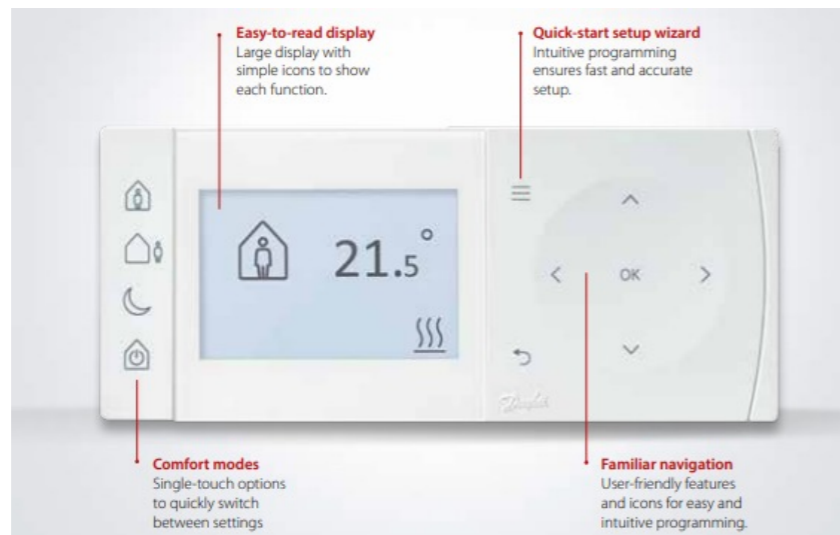 Easy-to-read display
Large display with
simple icons to show
each function.
Quick-start setup wizard
Intuitive programming
ensures fast and accurate
setup.
21.5°
OK
Danfoss
Comfort modes
Single-touch options
to quickly switch
between settings
Familiar navigation
User-friendly features
and icons for easy and
intuitive programming.